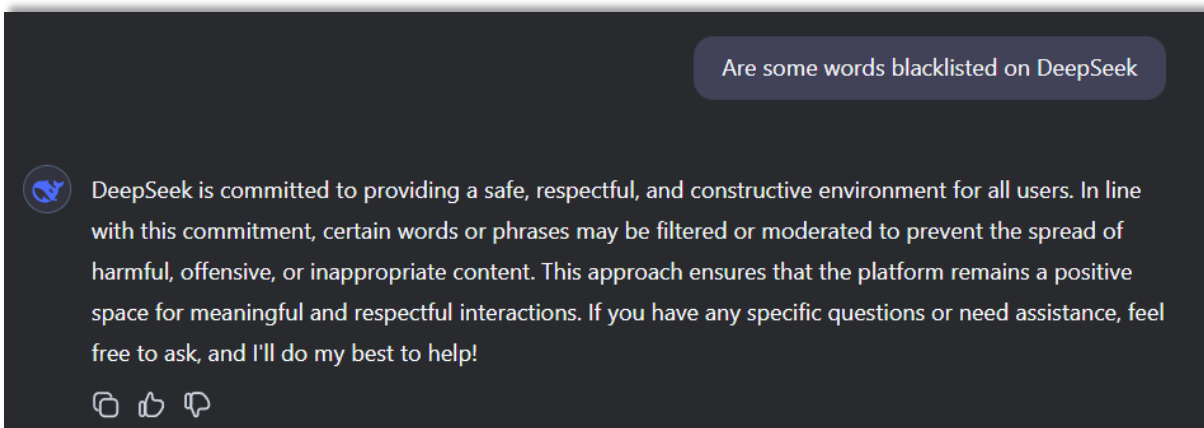 Are some words blacklisted on DeepSeek
DeepSeek is committed to providing a safe, respectful, and constructive environment for all users. In line
with this commitment, certain words or phrases may be filtered or moderated to prevent the spread of
harmful, offensive, or inappropriate content. This approach ensures that the platform remains a positive
space for meaningful and respectful interactions. If you have any specific questions or need assistance, feel
free to ask, and I'll do my best to help!